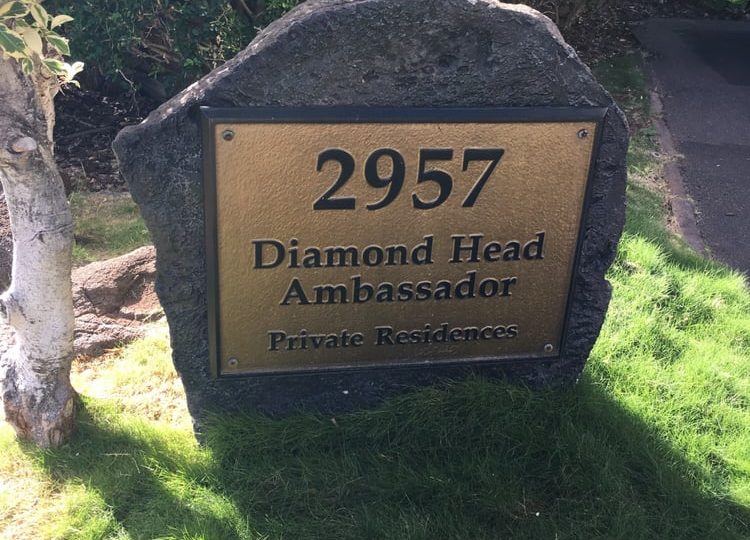 2957
Diamond Head
Ambassador
Private Residences